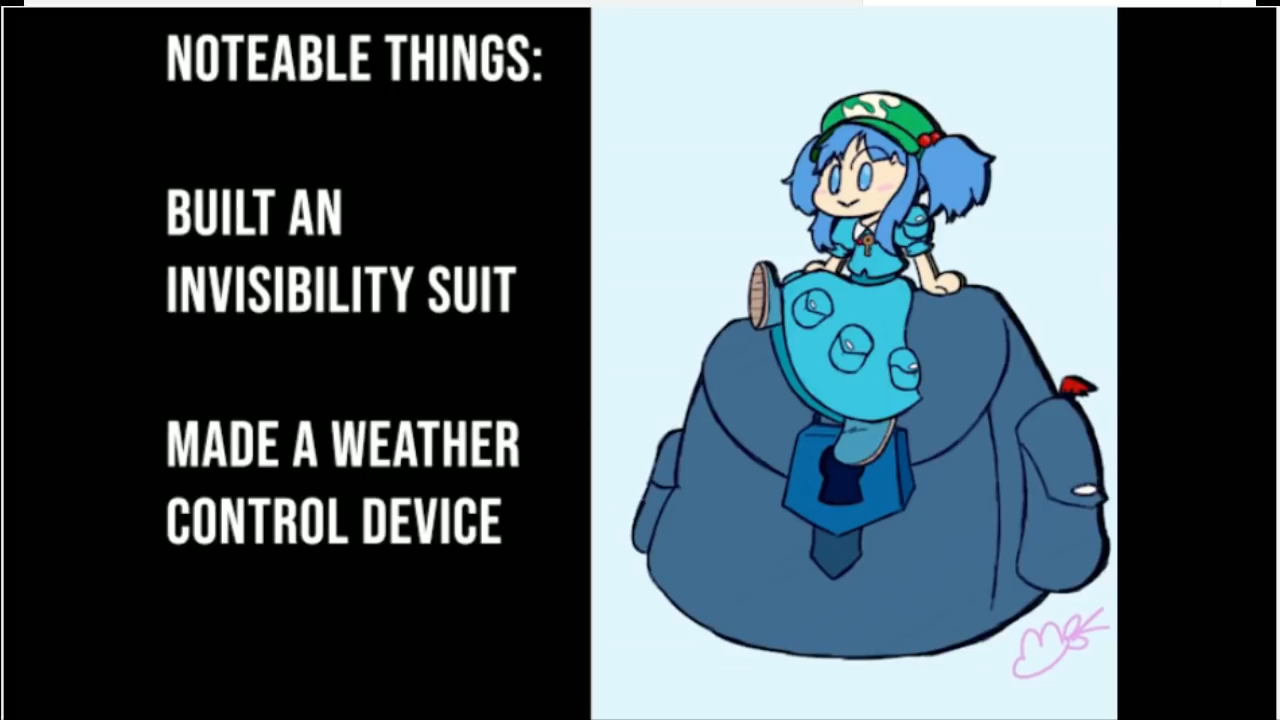 NOTEABLE THINGS:
BUILT AN
INVISIBILITY SUIT
MADE A WEATHER
CONTROL DEVICE